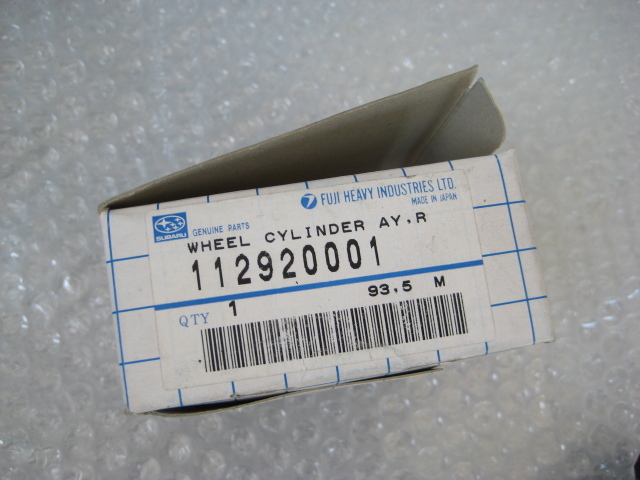 FUJI HEAVY INDUSTRIES LTD.
MADE IN JAPAN
SUBARU GENUINE PARTS
WHEEL CYLINDER AY,R
112920001
QTY 1 93.5 M